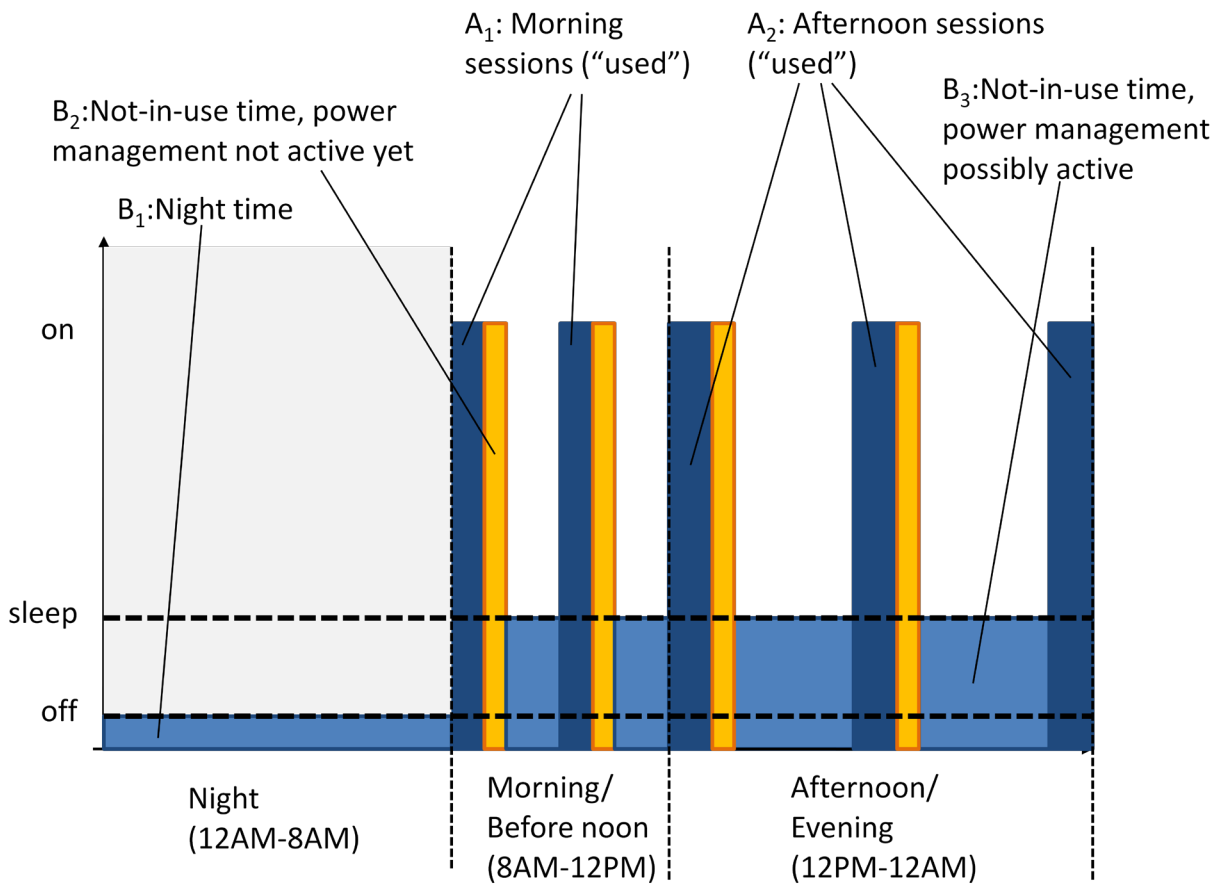 A₁: Morning
sessions (“used”)
A₂: Afternoon sessions
(“used”)
B₂:Not-in-use time, power
management not active yet
B₃:Not-in-use time,
power management
possibly active
B₁:Night time
on
sleep
off
Night
(12AM-8AM)
Morning/
Before noon
(8AM-12PM)
Afternoon/
Evening
(12PM-12AM)